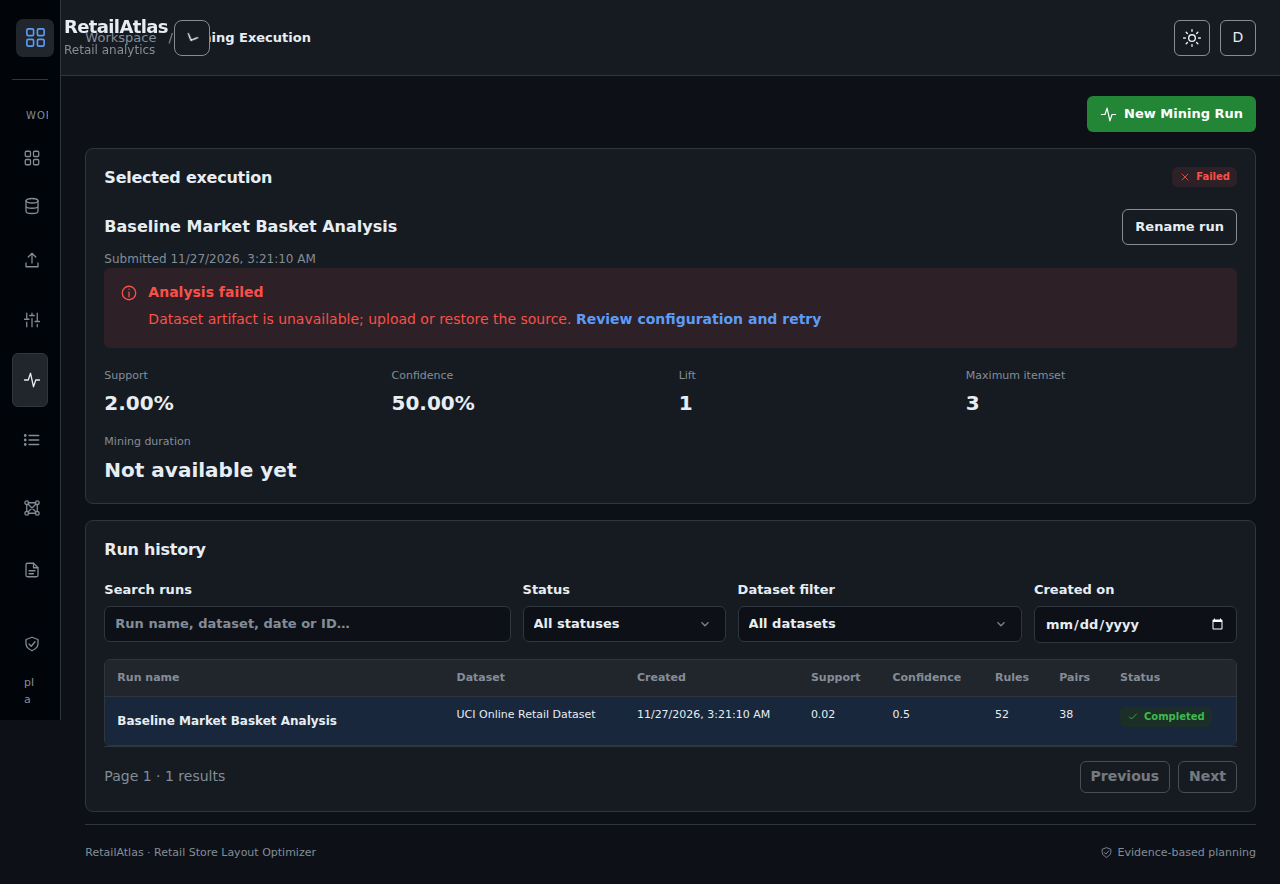 RetailAtlas
Retail analytics
Workspace / ing Execution
D
WOI
New Mining Run
Selected execution
Failed
Baseline Market Basket Analysis
Rename run
Submitted 11/27/2026, 3:21:10 AM
Analysis failed
Dataset artifact is unavailable; upload or restore the source. Review configuration and retry
Support
Confidence
Lift
Maximum itemset
2.00%
50.00%
1
3
Mining duration
Not available yet
Run history
Search runs
Status
Dataset filter
Created on
Run name, dataset, date or ID…
All statuses
All datasets
mm/dd/yyyy
Run name Dataset Created Support Confidence Rules Pairs Status
Baseline Market Basket Analysis UCI Online Retail Dataset 11/27/2026, 3:21:10 AM 0.02 0.5 52 38 Completed
Page 1 · 1 results
Previous
Next
pl
a
RetailAtlas · Retail Store Layout Optimizer
Evidence-based planning